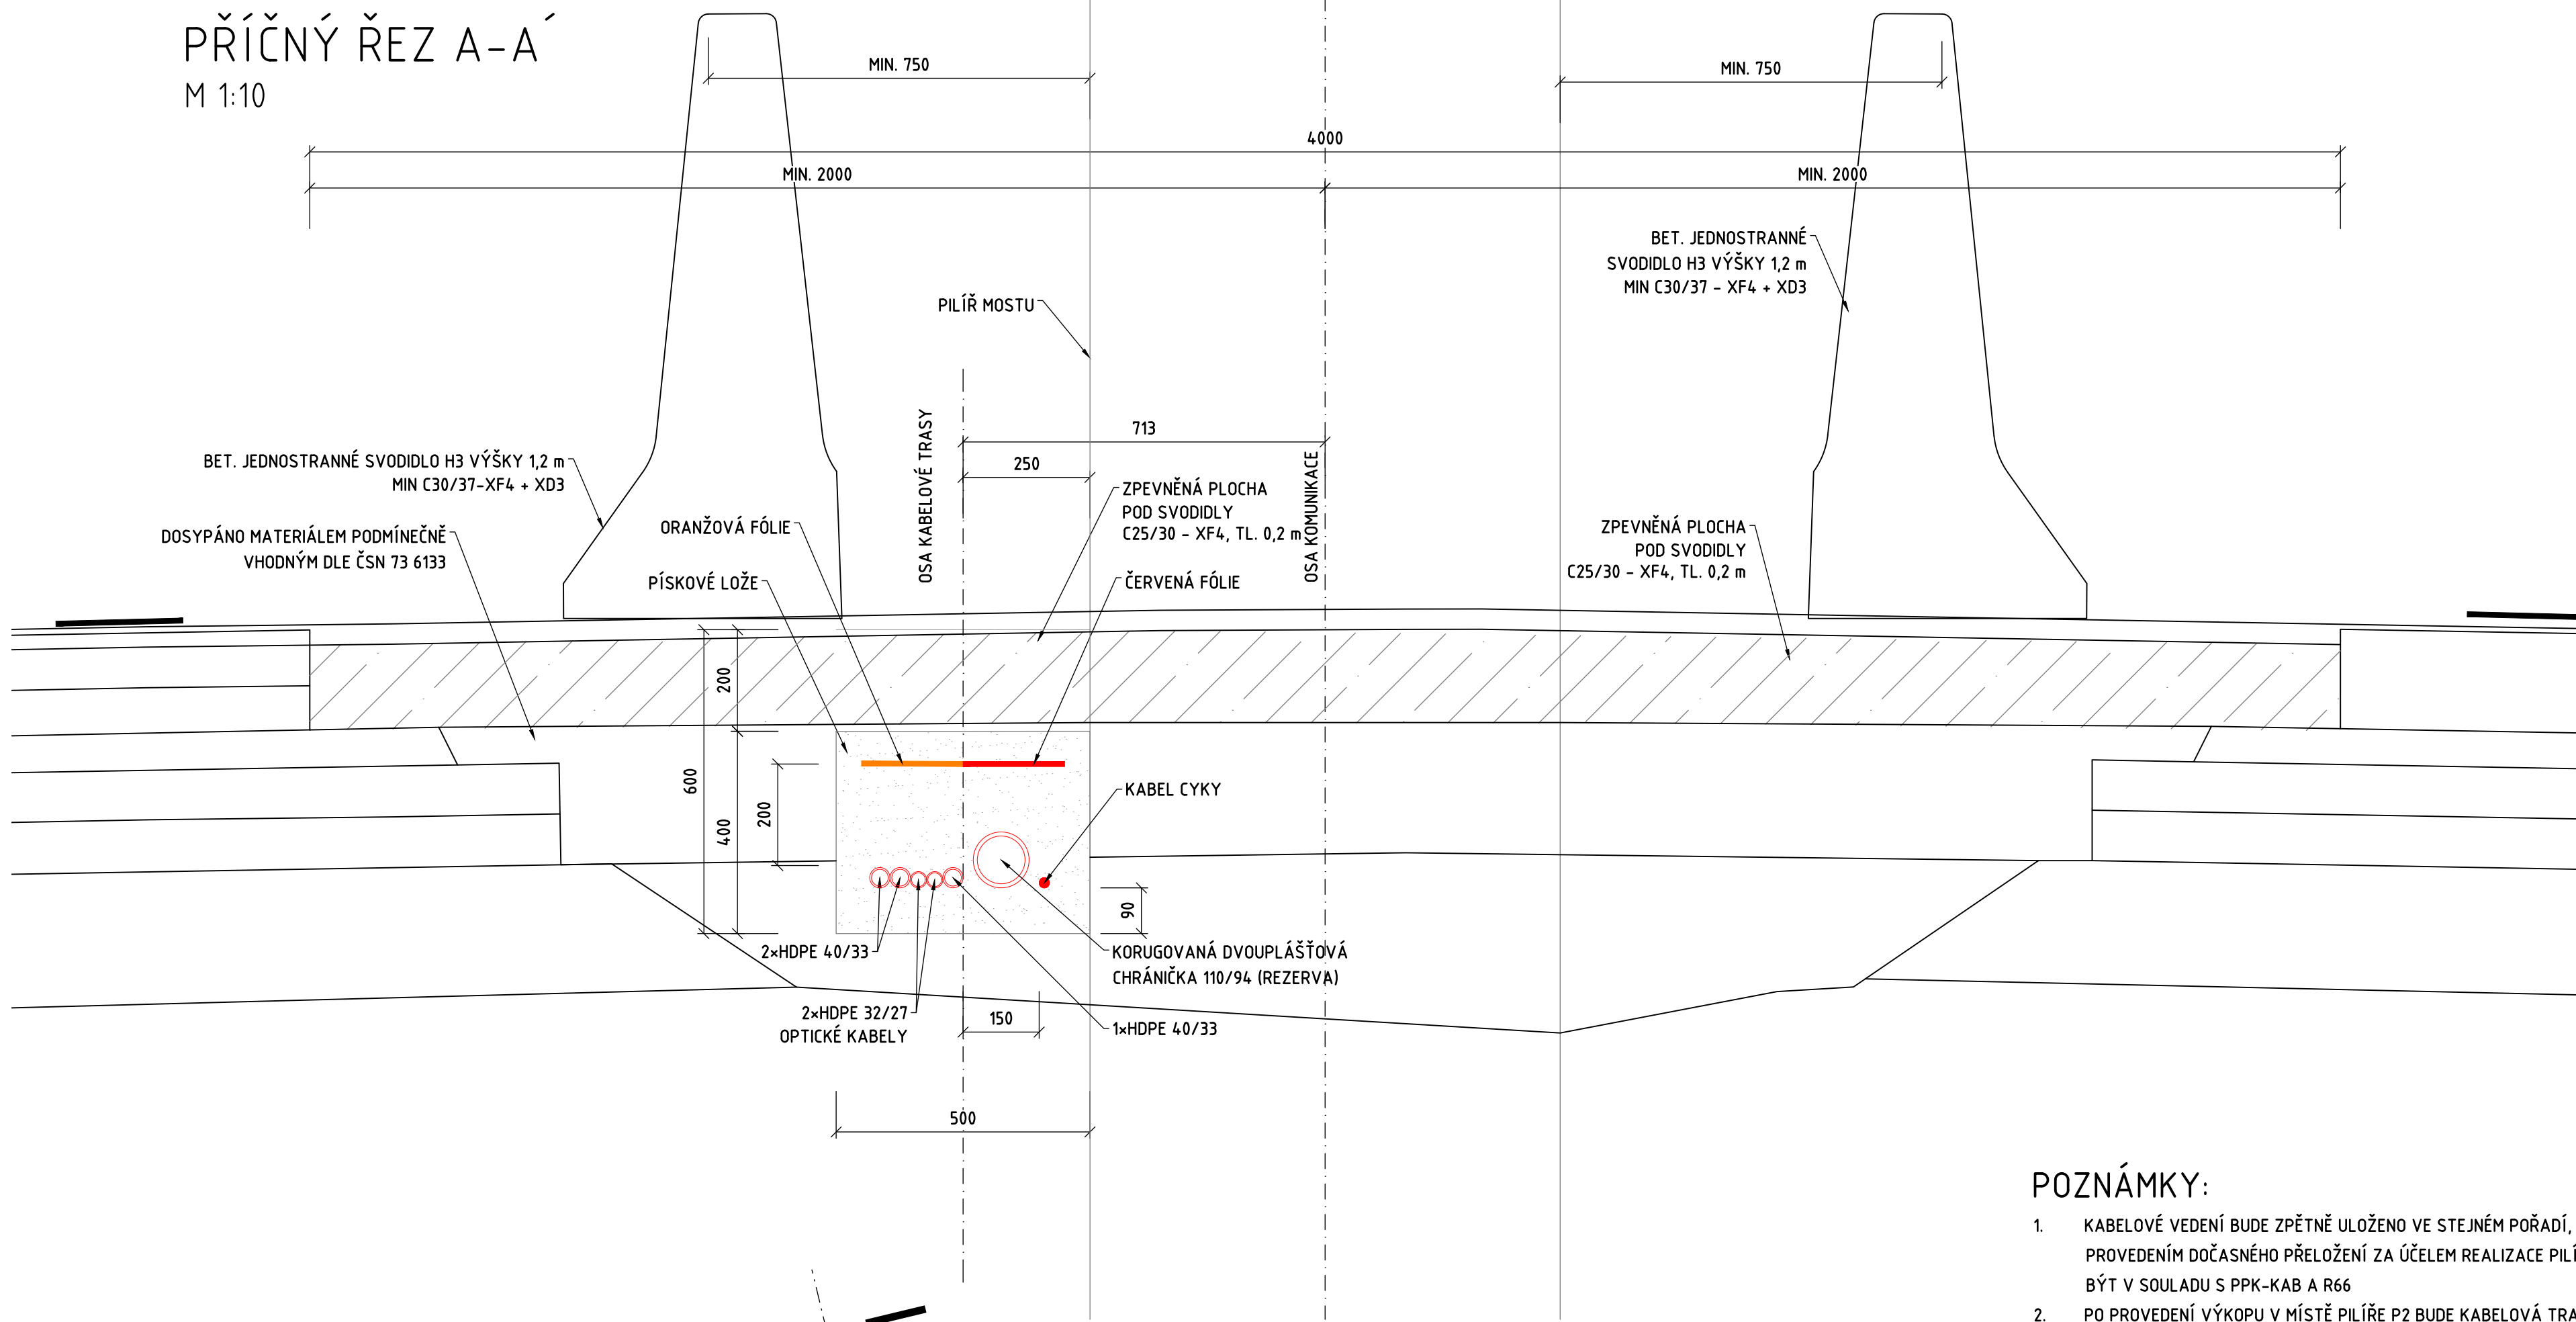 PŘÍČNÝ ŘEZ A-A´
M 1:10
MIN. 750
MIN. 750
4000
MIN. 2000
MIN. 2000
BET. JEDNOSTRANNÉ
SVODIDLO H3 VÝŠKY 1,2 m
MIN C30/37 - XF4 + XD3
PILÍŘ MOSTU
OSA KABELOVÉ TRASY
713
250
OSA KOMUNIKACE
BET. JEDNOSTRANNÉ SVODIDLO H3 VÝŠKY 1,2 m
MIN C30/37-XF4 + XD3
DOSYPÁNO MATERIÁLEM PODMÍNEČNĚ
VHODNÝM DLE ČSN 73 6133
ORANŽOVÁ FÓLIE
PÍSKOVÉ LOŽE
ZPEVNĚNÁ PLOCHA
POD SVODIDLY
C25/30 - XF4, TL. 0,2 m
ČERVENÁ FÓLIE
ZPEVNĚNÁ PLOCHA
POD SVODIDLY
C25/30 - XF4, TL. 0,2 m
200
600
400
200
KABEL CYKY
90
2×HDPE 40/33
KORUGOVANÁ DVOUPLÁŠŤOVÁ
CHRÁNIČKA 110/94 (REZERVA)
2×HDPE 32/27
OPTICKÉ KABELY
150
1×HDPE 40/33
500
POZNÁMKY:
1. KABELOVÉ VEDENÍ BUDE ZPĚTNĚ ULOŽENO VE STEJNÉM POŘADÍ,
PROVEDENÍM DOČASNÉHO PŘELOŽENÍ ZA ÚČELEM REALIZACE
BÝT V SOULADU S PPK-KAB A R66
2. PO PROVEDENÍ VÝKOPU V MÍSTĚ PILÍŘE P2 BUDE KABELOVÁ